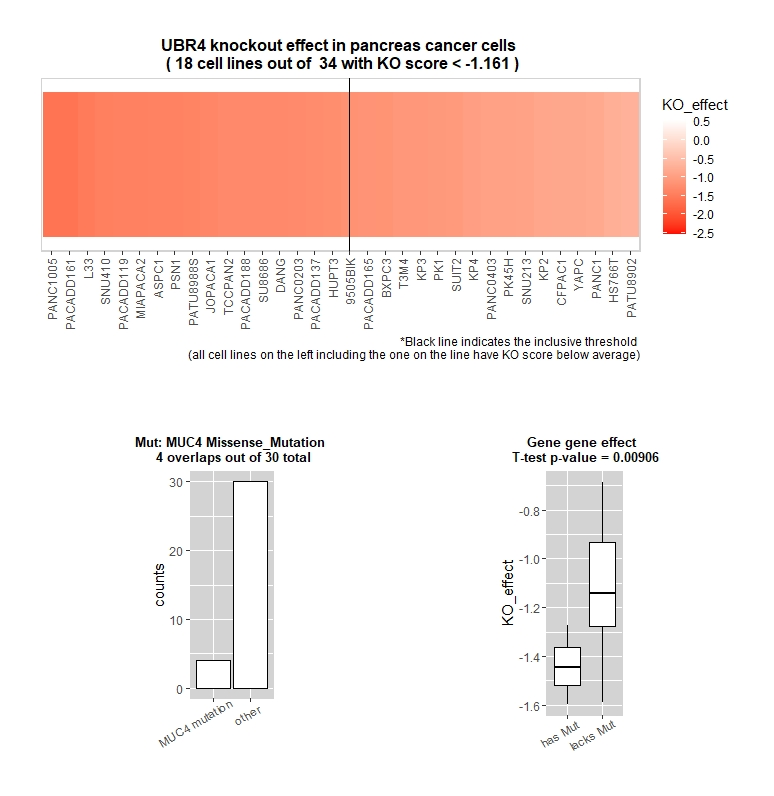 UBR4 knockout effect in pancreas cancer cells
( 18 cell lines out of  34 with KO score < -1.161 )
KO_effect
0.5
0.0
-0.5
-1.0
-1.5
-2.0
-2.5
PANC1005
PACADD161
L33
SNU410
PACADD119
MIAPACA2
ASPC1
PSN1
PATU8988S
JOPACA1
TCCPAN2
PACADD188
SU8686
DANG
PANC0203
PACADD137
HUPT3
9505BIK
PACADD165
BXPC3
T3M4
KP3
PK1
SUIT2
KP4
PANC0403
PK45H
SNU213
KP2
CFPAC1
YAPC
PANC1
HS766T
PATU8902
*Black line indicates the inclusive threshold
(all cell lines on the left including the one on the line have KO score below average)
Mut: MUC4 Missense_Mutation
4 overlaps out of 30 total
counts
30
20
10
0
MUC4 mutation
other
Gene gene effect
T-test p-value = 0.00906
KO_effect
-0.8
-1.0
-1.2
-1.4
-1.6
has Mut
lacks Mut